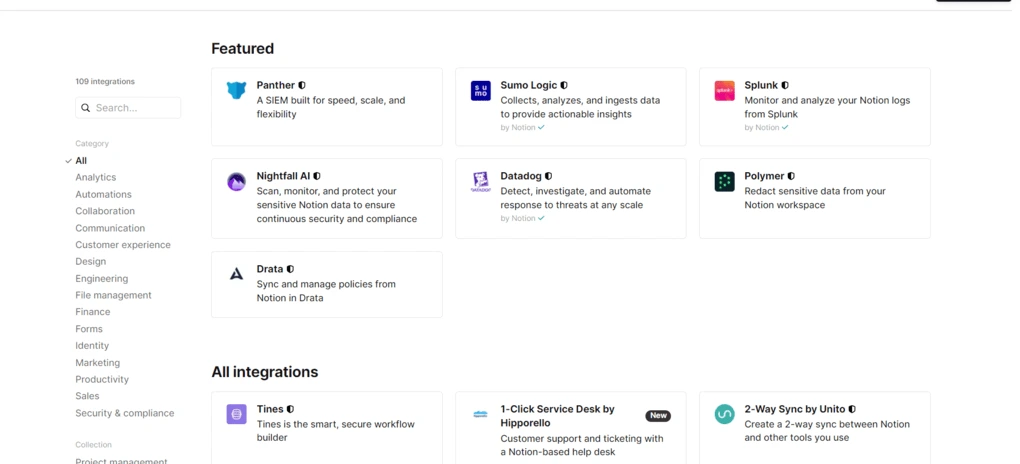 Featured
109 integrations
Search...
Category
All
Analytics
Automations
Collaboration
Communication
Customer experience
Design
Engineering
File management
Finance
Forms
Identity
Marketing
Productivity
Sales
Security & compliance
Collection
Project management
Panther
A SIEM built for speed, scale, and
flexibility
su
mo
Sumo Logic
Collects, analyzes, and ingests data
to provide actionable insights
by Notion
splunk>
Splunk
Monitor and analyze your Notion logs
from Splunk
by Notion
Nightfall AI
Scan, monitor, and protect your
sensitive Notion data to ensure
continuous security and compliance
DATADOG
Datadog
Detect, investigate, and automate
response to threats at any scale
by Notion
Polymer
Redact sensitive data from your
Notion workspace
Drata
Sync and manage policies from
Notion in Drata
All integrations
Tines
Tines is the smart, secure workflow
builder
1-Click Service Desk by
Hipporello
New
Customer support and ticketing with
a Notion-based help desk
2-Way Sync by Unito
Create a 2-way sync between Notion
and other tools you use